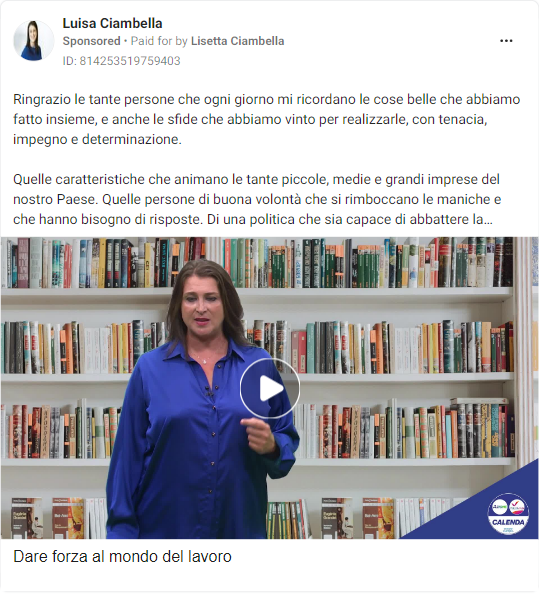 Luisa Ciambella
Sponsored • Paid for by Lisetta Ciambella
ID: 814253519759403
Ringrazio le tante persone che ogni giorno mi ricordano le cose belle che abbiamo
fatto insieme, e anche le sfide che abbiamo vinto per realizzarle, con tenacia,
impegno e determinazione.
Quelle caratteristiche che animano le tante piccole, medie e grandi imprese del
nostro Paese. Quelle persone di buona volontà che si rimboccano le maniche e
che hanno bisogno di risposte. Di una politica che sia capace di abbattere la...
CALENDA
Dare forza al mondo del lavoro